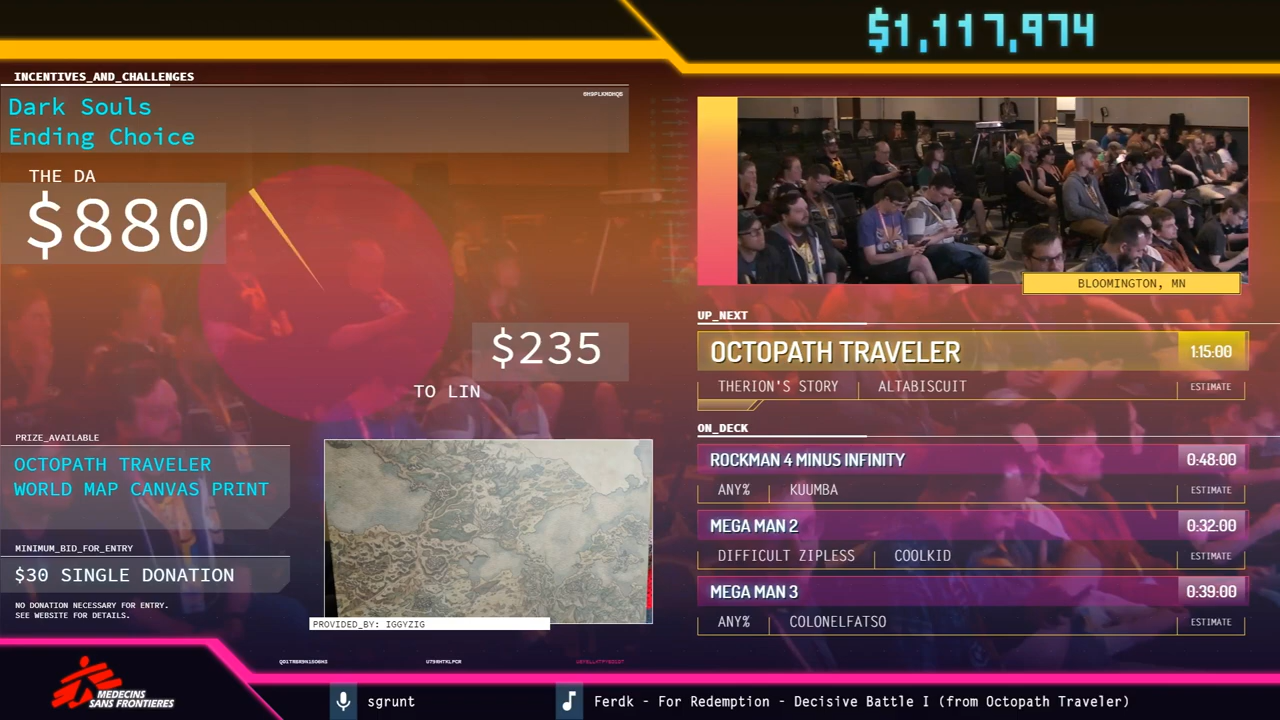 $1,117,974
INCENTIVES_AND_CHALLENGES
Dark Souls
Ending Choice
THE DA
$880
$235
TO LIN
PRIZE_AVAILABLE
OCTOPATH TRAVELER
WORLD MAP CANVAS PRINT
MINIMUM_BID_FOR_ENTRY
$30 SINGLE DONATION
NO DONATION NECESSARY FOR ENTRY.
SEE WEBSITE FOR DETAILS.
PROVIDED_BY: IGGYZIG
BLOOMINGTON, MN
UP_NEXT
OCTOPATH TRAVELER 1:15:00
THERION'S STORY ALTABISCUIT ESTIMATE
ON_DECK
ROCKMAN 4 MINUS INFINITY 0:48:00
ANY% KUUMBA ESTIMATE
MEGA MAN 2 0:32:00
DIFFICULT ZIPLESS COOLKID ESTIMATE
MEGA MAN 3 0:39:00
ANY% COLONELFATSO ESTIMATE
MEDECINS
SANS FRONTIERES
sgrunt
Ferdk - For Redemption - Decisive Battle I (from Octopath Traveler)